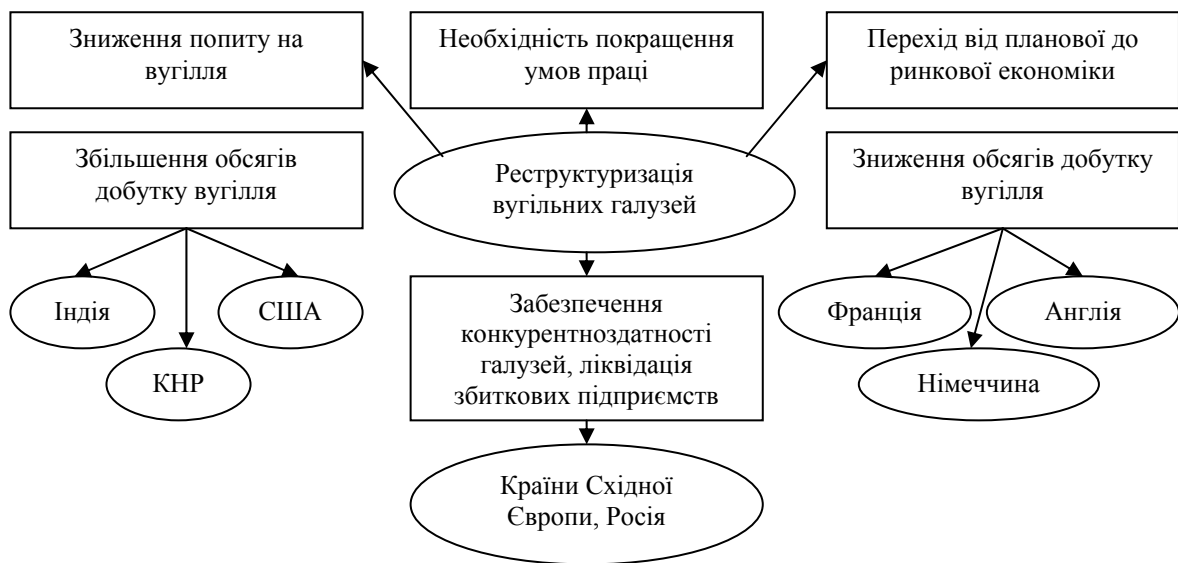 Зниження попиту на
вугілля
Необхідність покращення
умов праці
Перехід від планової до
ринкової економіки
Збільшення обсягів
добутку вугілля
Реструктуризація
вугільних галузей
Зниження обсягів добутку
вугілля
Індія
США
КНР
Забезпечення
конкурентноздатності
галузей, ліквідація
збиткових підприємств
Франція
Англія
Німеччина
Країни Східної
Європи, Росія